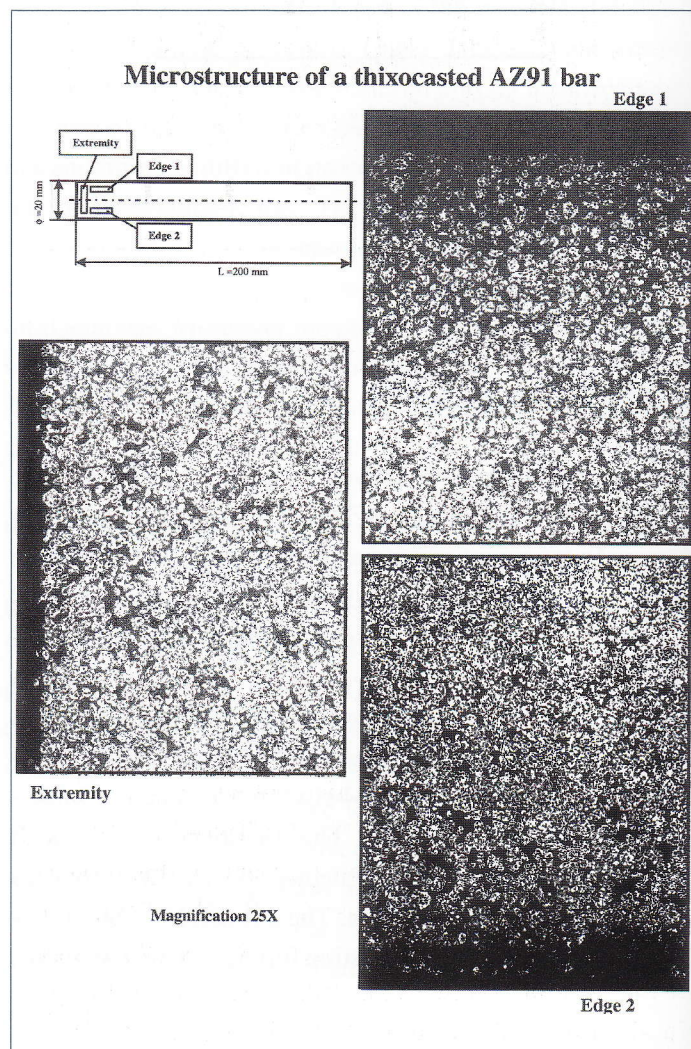 Microstructure of a thixocasted AZ91 bar
Edge 1
Extremity
Edge 1
Edge 2
φ =20 mm
L =200 mm
Extremity
Magnification 25X
Edge 2